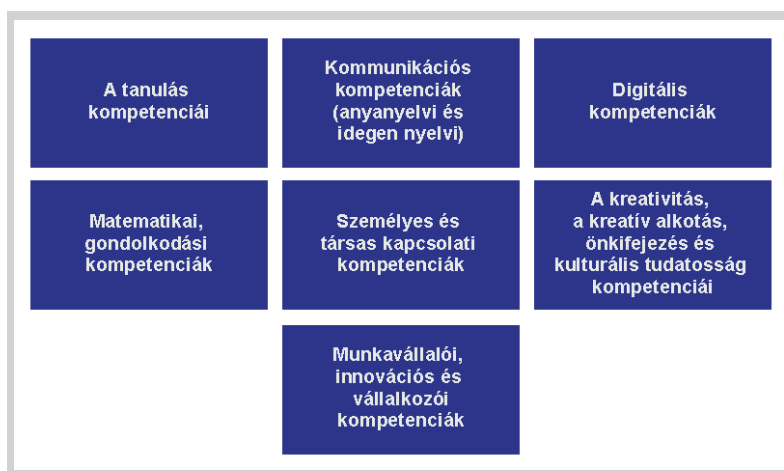 A tanulás
kompetenciái
Kommunikációs
kompetenciák
(anyanyelvi és
idegen nyelvi)
Digitális
kompetenciák
Matematikai,
gondolkodási
kompetenciák
Személyes és
társas kapcsolati
kompetenciák
A kreativitás,
a kreatív alkotás,
önkifejezés és
kulturális tudatosság
kompetenciái
Munkavállalói,
innovációs és
vállalkozói
kompetenciák